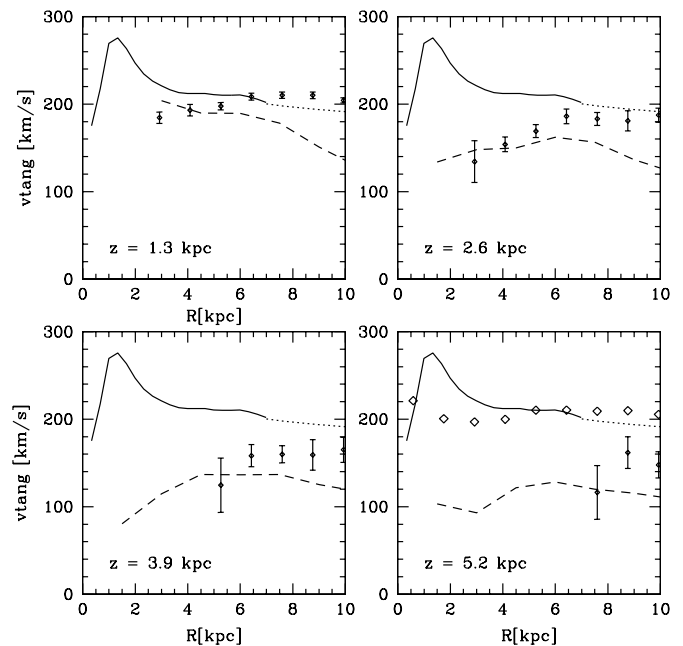 300
200
100
0
vtang [km/s]
z = 1.3 kpc
0 2 4 6 8 10
R[kpc]
300
200
100
0
z = 2.6 kpc
0 2 4 6 8 10
R[kpc]
300
200
100
0
vtang [km/s]
z = 3.9 kpc
0 2 4 6 8 10
R[kpc]
300
200
100
0
z = 5.2 kpc
0 2 4 6 8 10
R[kpc]